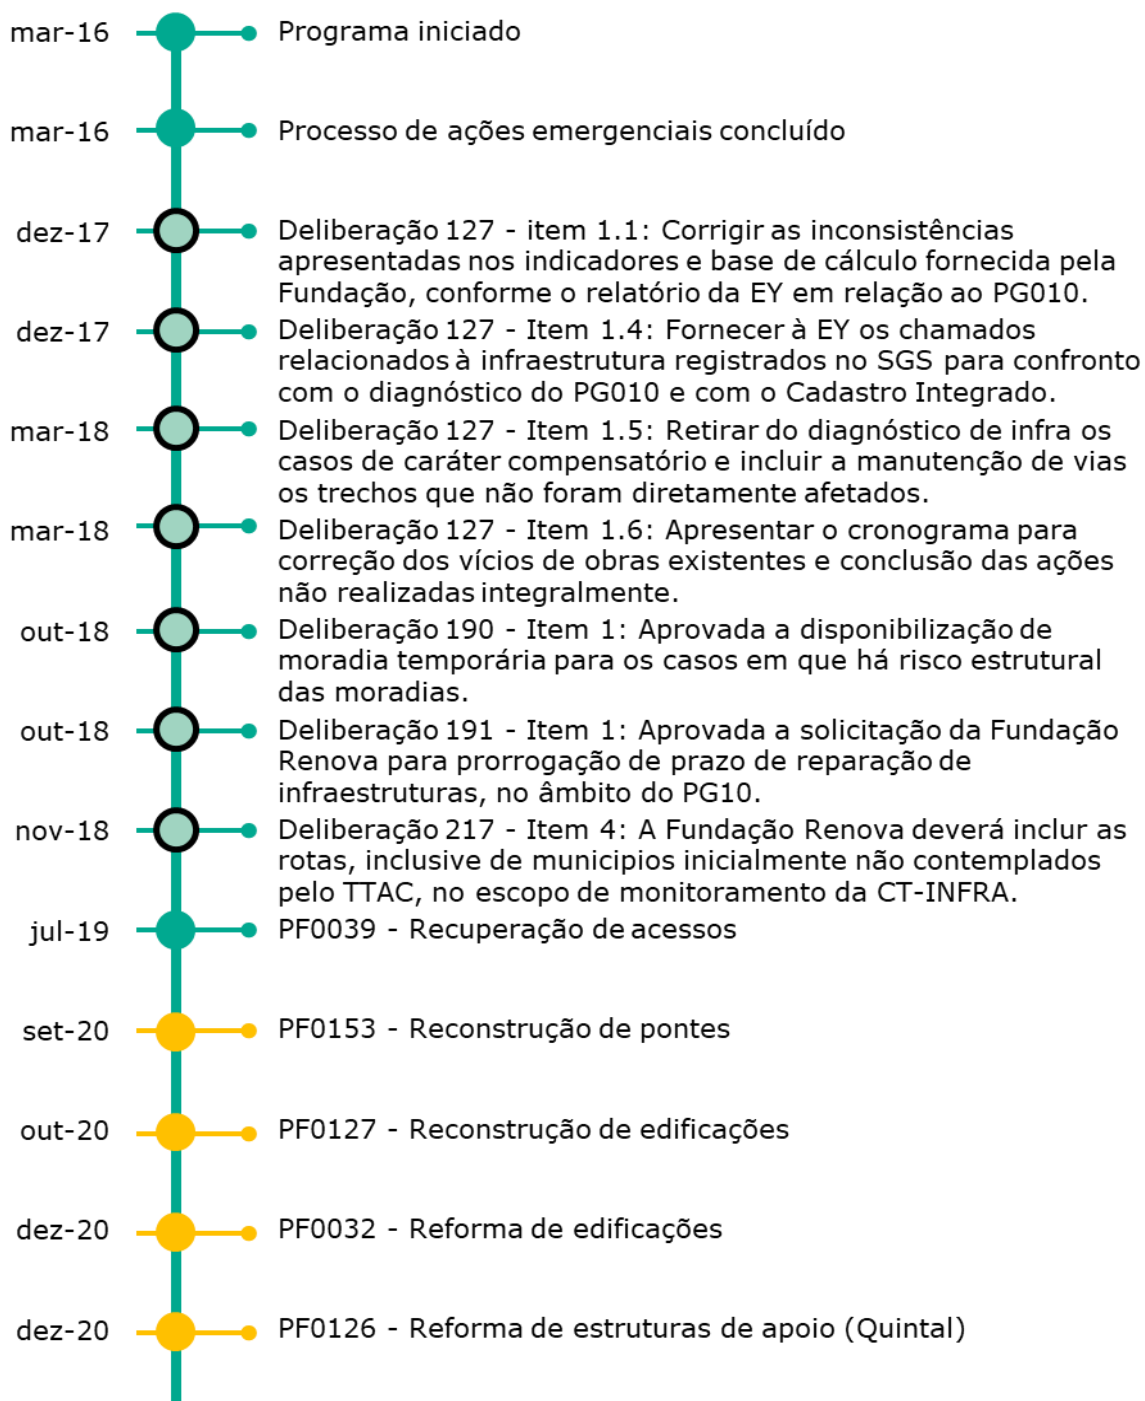 mar-16 Programa iniciado
mar-16 Processo de ações emergenciais concluído
dez-17 Deliberação 127 - item 1.1: Corrigir as inconsistências
apresentadas nos indicadores e base de cálculo fornecida pela
Fundação, conforme o relatório da EY em relação ao PG010.
dez-17 Deliberação 127 - Item 1.4: Fornecer à EY os chamados
relacionados à infraestrutura registrados no SGS para confronto
com o diagnóstico do PG010 e com o Cadastro Integrado.
mar-18 Deliberação 127 - Item 1.5: Retirar do diagnóstico de infra os
casos de caráter compensatório e incluir a manutenção de vias
os trechos que não foram diretamente afetados.
mar-18 Deliberação 127 - Item 1.6: Apresentar o cronograma para
correção dos vícios de obras existentes e conclusão das ações
não realizadas integralmente.
out-18 Deliberação 190 - Item 1: Aprovada a disponibilização de
moradia temporária para os casos em que há risco estrutural
das moradias.
out-18 Deliberação 191 - Item 1: Aprovada a solicitação da Fundação
Renova para prorrogação de prazo de reparação de
infraestruturas, no âmbito do PG10.
nov-18 Deliberação 217 - Item 4: A Fundação Renova deverá inclur as
rotas, inclusive de municipios inicialmente não contemplados
pelo TTAC, no escopo de monitoramento da CT-INFRA.
jul-19 PF0039 - Recuperação de acessos
set-20 PF0153 - Reconstrução de pontes
out-20 PF0127 - Reconstrução de edificações
dez-20 PF0032 - Reforma de edificações
dez-20 PF0126 - Reforma de estruturas de apoio (Quintal)